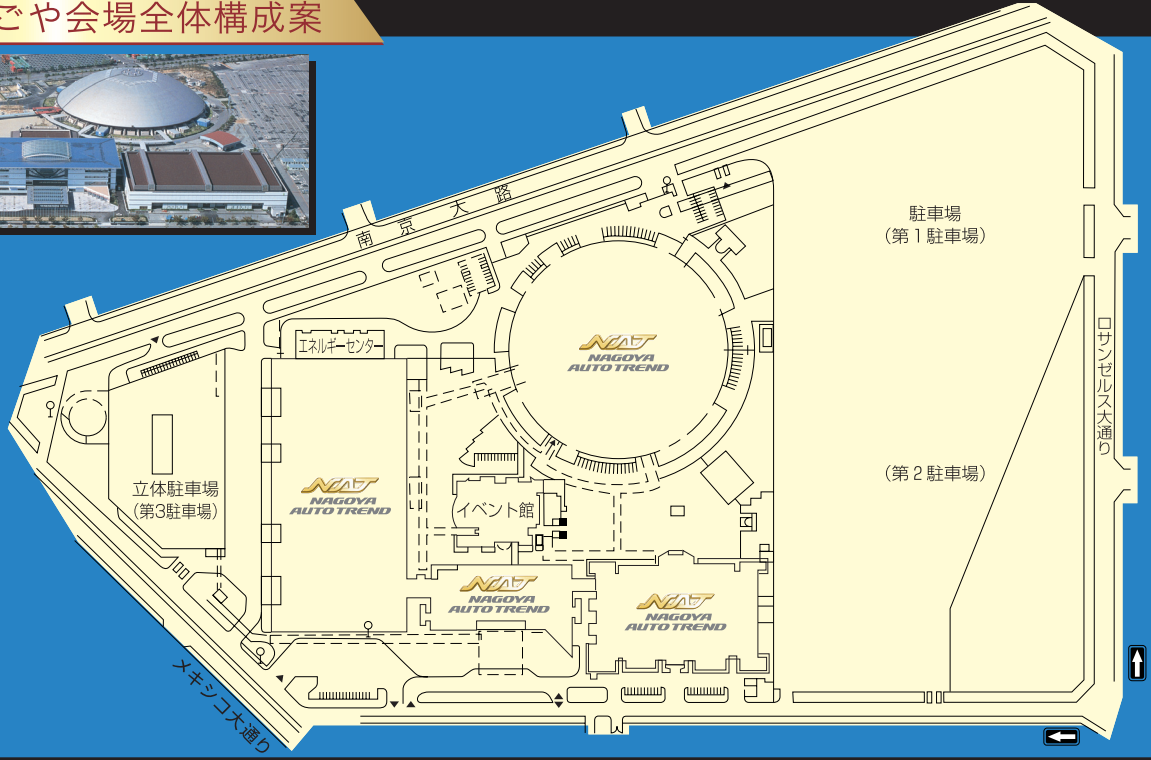 ごや会場全体構成案
南京大路
駐車場
(第1駐車場)
エネルギーセンター
NAT
NAGOYA
AUTO TREND
ロサンゼルス大通り
(第2駐車場)
立体駐車場
(第3駐車場)
NAT
NAGOYA
AUTO TREND
イベント館
NAT
NAGOYA
AUTO TREND
NAT
NAGOYA
AUTO TREND
メキシコ大通り